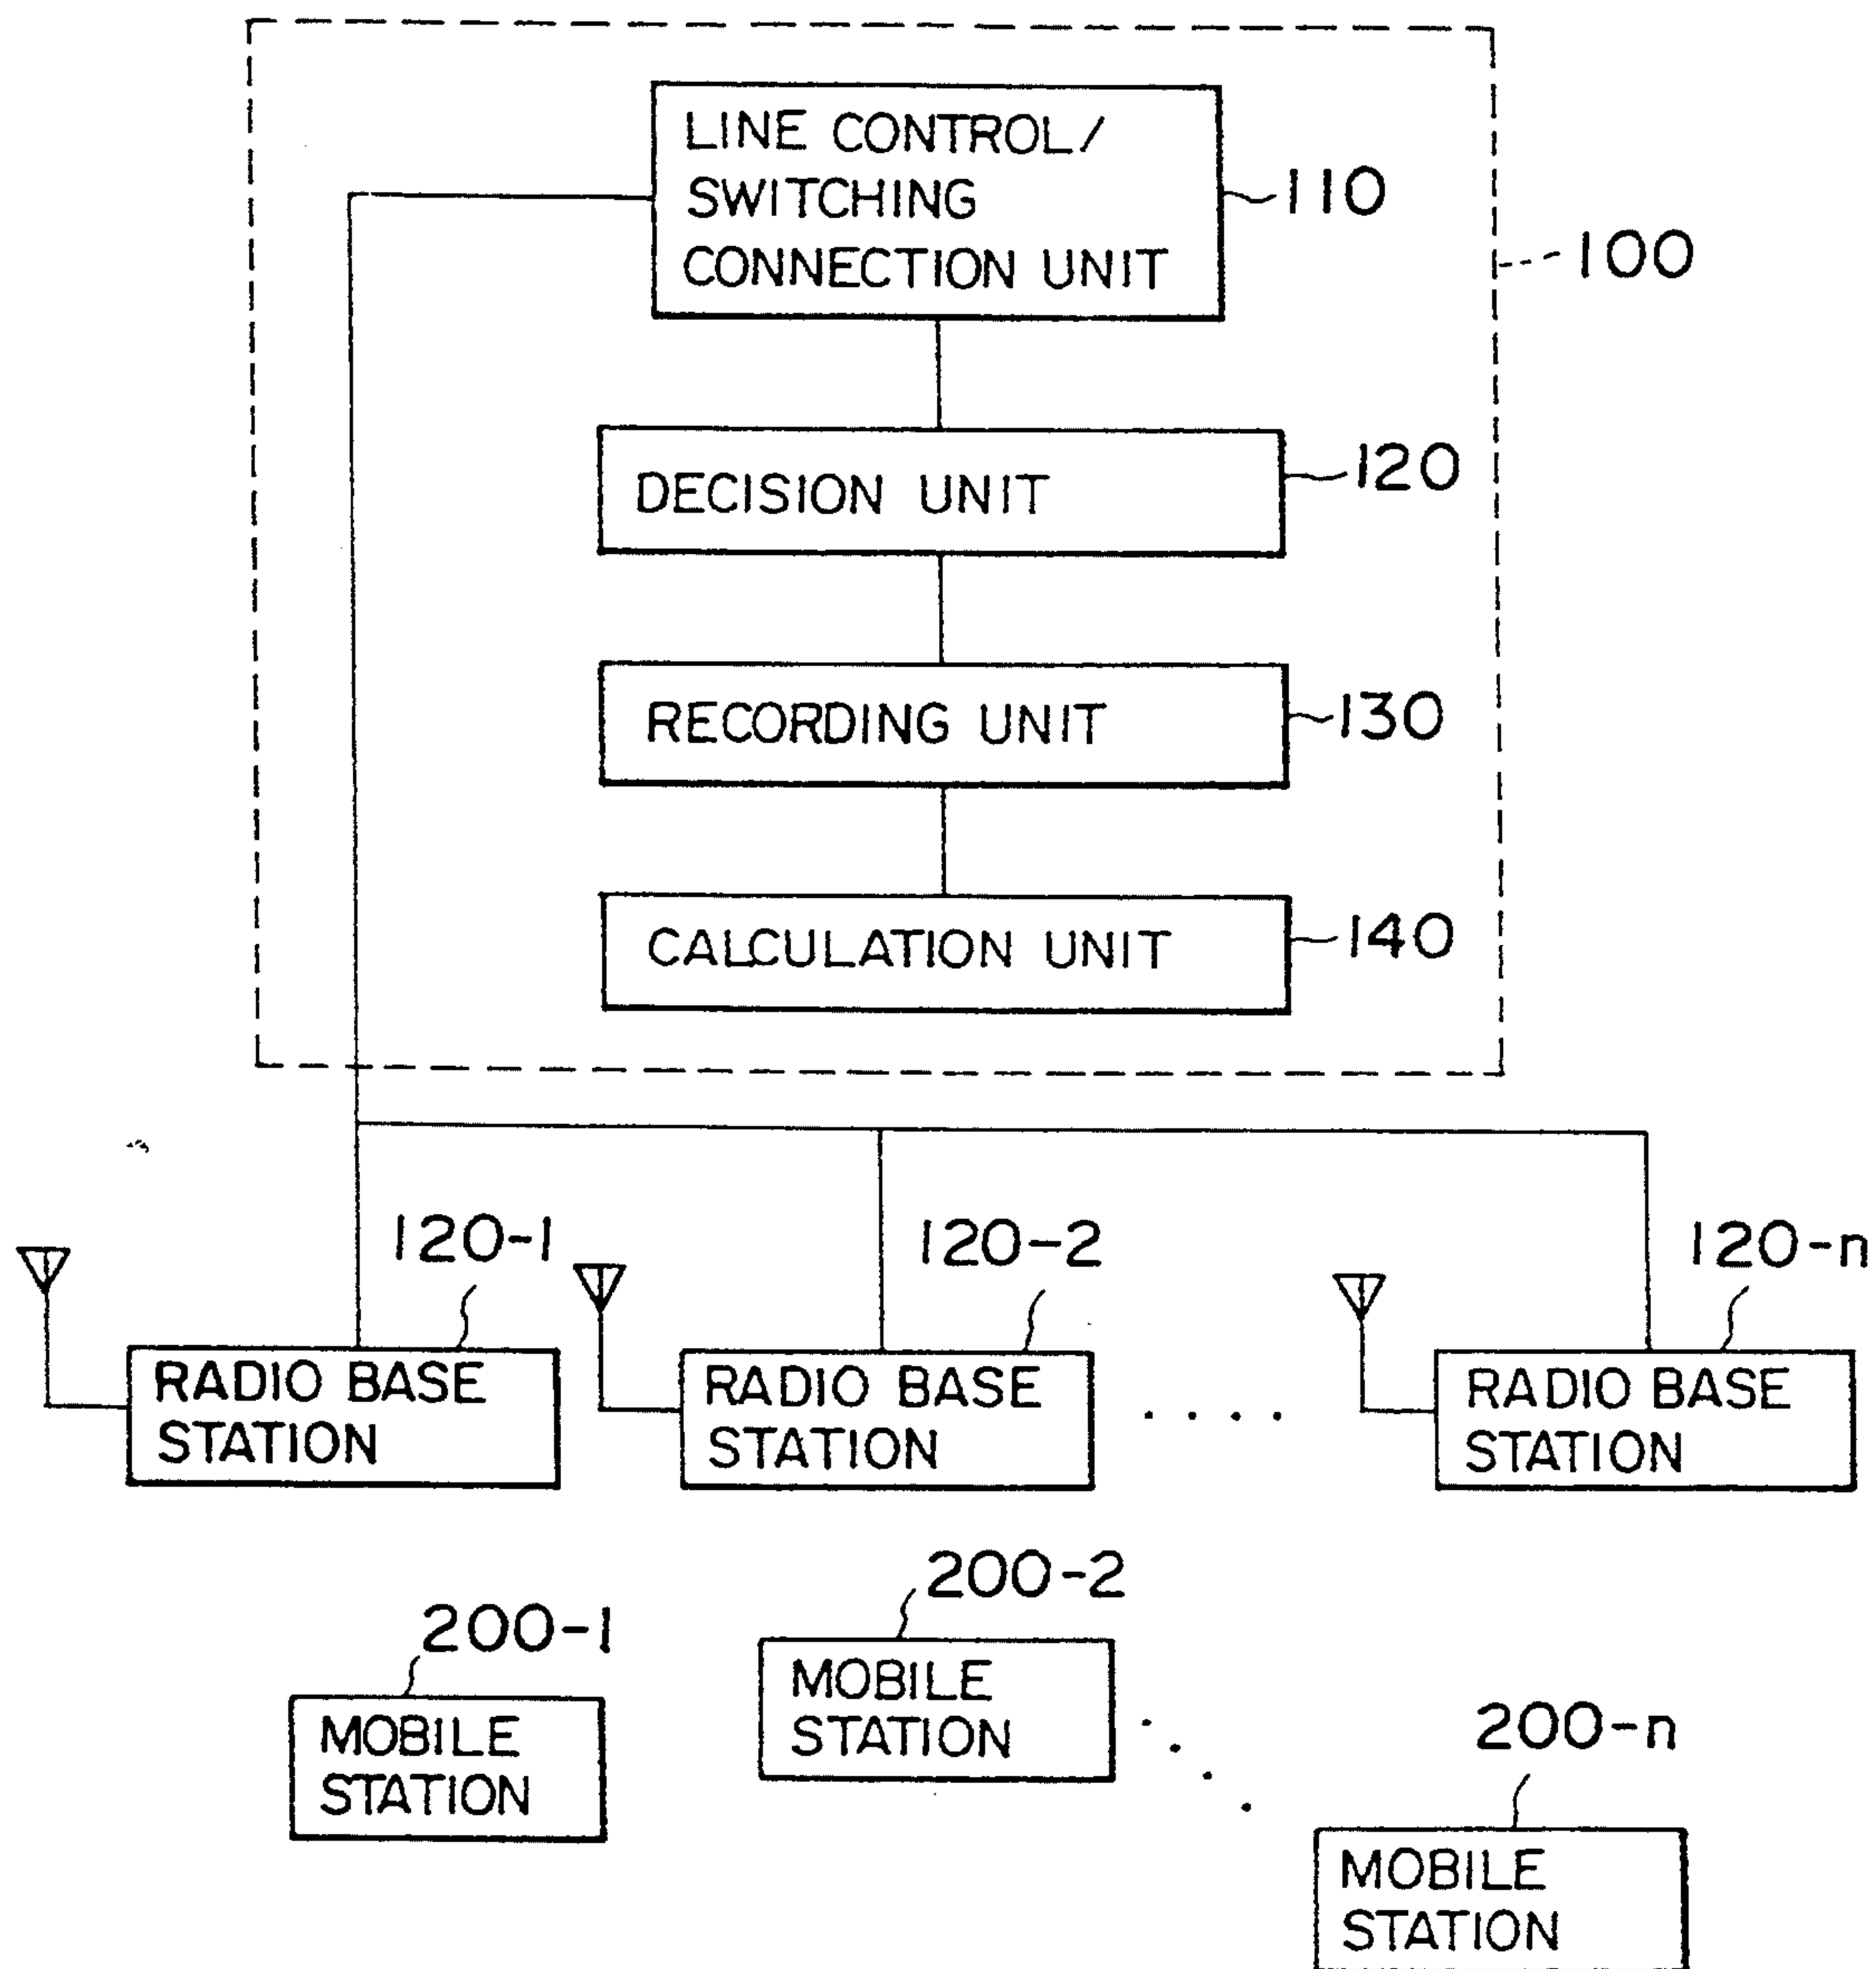 LINE CONTROL/
SWITCHING
CONNECTION UNIT
110
100
DECISION UNIT
120
RECORDING UNIT
130
CALCULATION UNIT
140
120-1
120-2
120-n
RADIO BASE
STATION
RADIO BASE
STATION
RADIO BASE
STATION
200-1
200-2
200-n
MOBILE
STATION
MOBILE
STATION
MOBILE
STATION